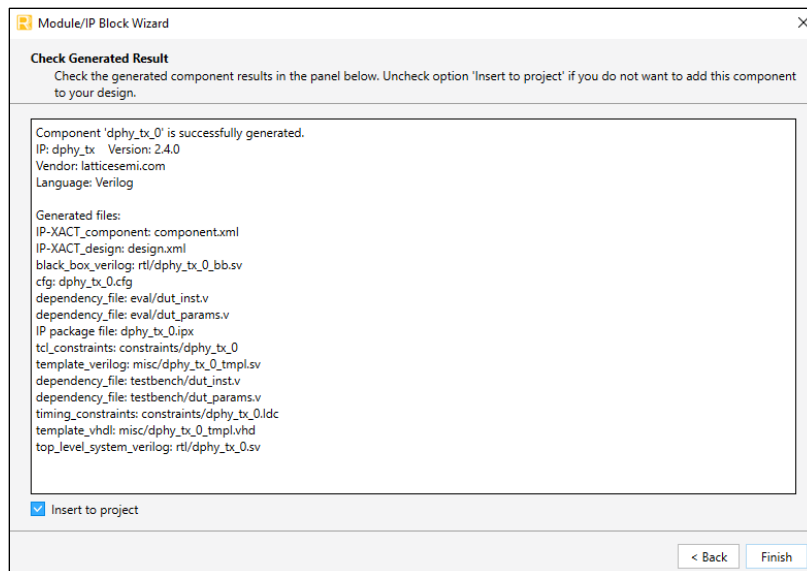 Module/IP Block Wizard
Check Generated Result
Check the generated component results in the panel below. Uncheck option 'Insert to project' if you do not want to add this component
to your design.
Component 'dphy_tx_0' is successfully generated.
IP: dphy_tx Version: 2.4.0
Vendor: latticesemi.com
Language: Verilog
Generated files:
IP-XACT_component: component.xml
IP-XACT_design: design.xml
black_box_verilog: rtl/dphy_tx_0_bb.sv
cfg: dphy_tx_0.cfg
dependency_file: eval/dut_inst.v
dependency_file: eval/dut_params.v
IP package file: dphy_tx_0.ipx
tcl_constraints: constraints/dphy_tx_0
template_verilog: misc/dphy_tx_0_tmpl.sv
dependency_file: testbench/dut_inst.v
dependency_file: testbench/dut_params.v
timing_constraints: constraints/dphy_tx_0.ldc
template_vhdl: misc/dphy_tx_0_tmpl.vhd
top_level_system_verilog: rtl/dphy_tx_0.sv
Insert to project
< Back Finish